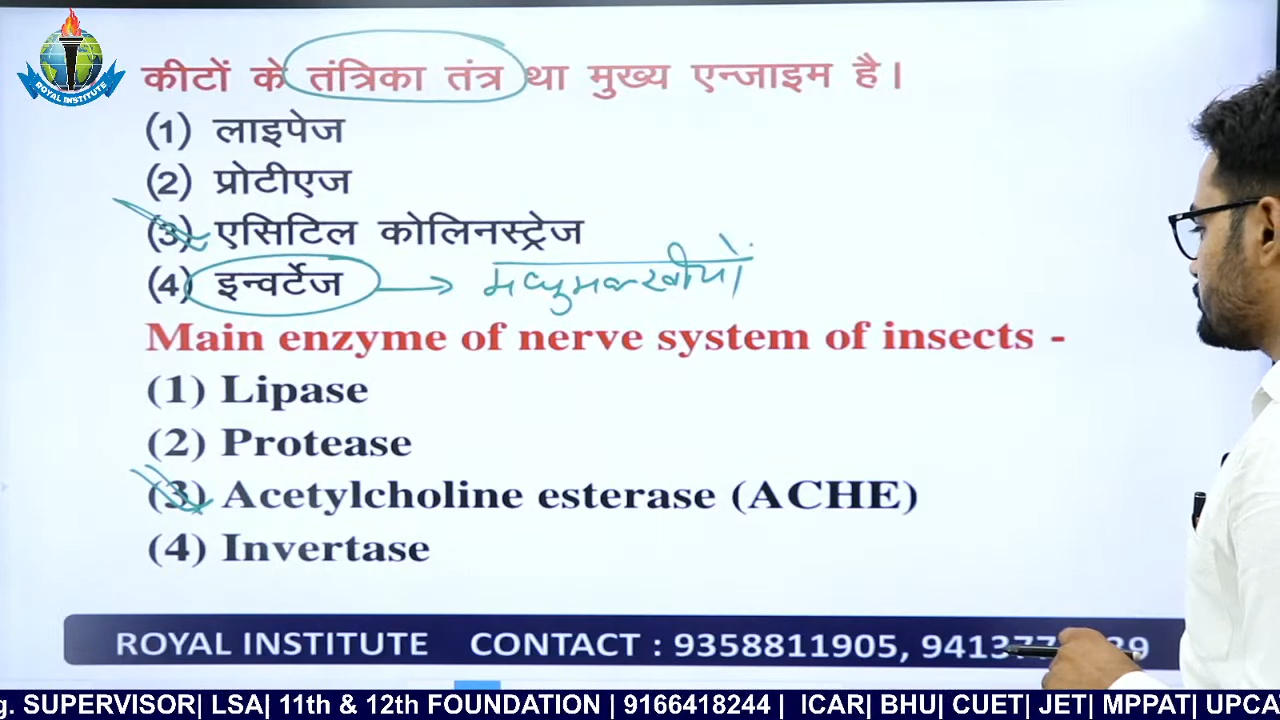 ROYAL INSTITUTE
कीटों के तंत्रिका तंत्र था मुख्य एन्जाइम है।
(1) लाइपेज
(2) प्रोटीएज
(3) एसिटिल कोलिनस्ट्रेज
(4) इन्वर्टेज → मधुमक्खीयों
Main enzyme of nerve system of insects -
(1) Lipase
(2) Protease
(3) Acetylcholine esterase (ACHE)
(4) Invertase
ROYAL INSTITUTE CONTACT : 9358811905,
g. SUPERVISOR| LSA| 11th & 12th FOUNDATION | 9166418244 | ICAR| BHU| CUET| JET| MPPAT| UPCA